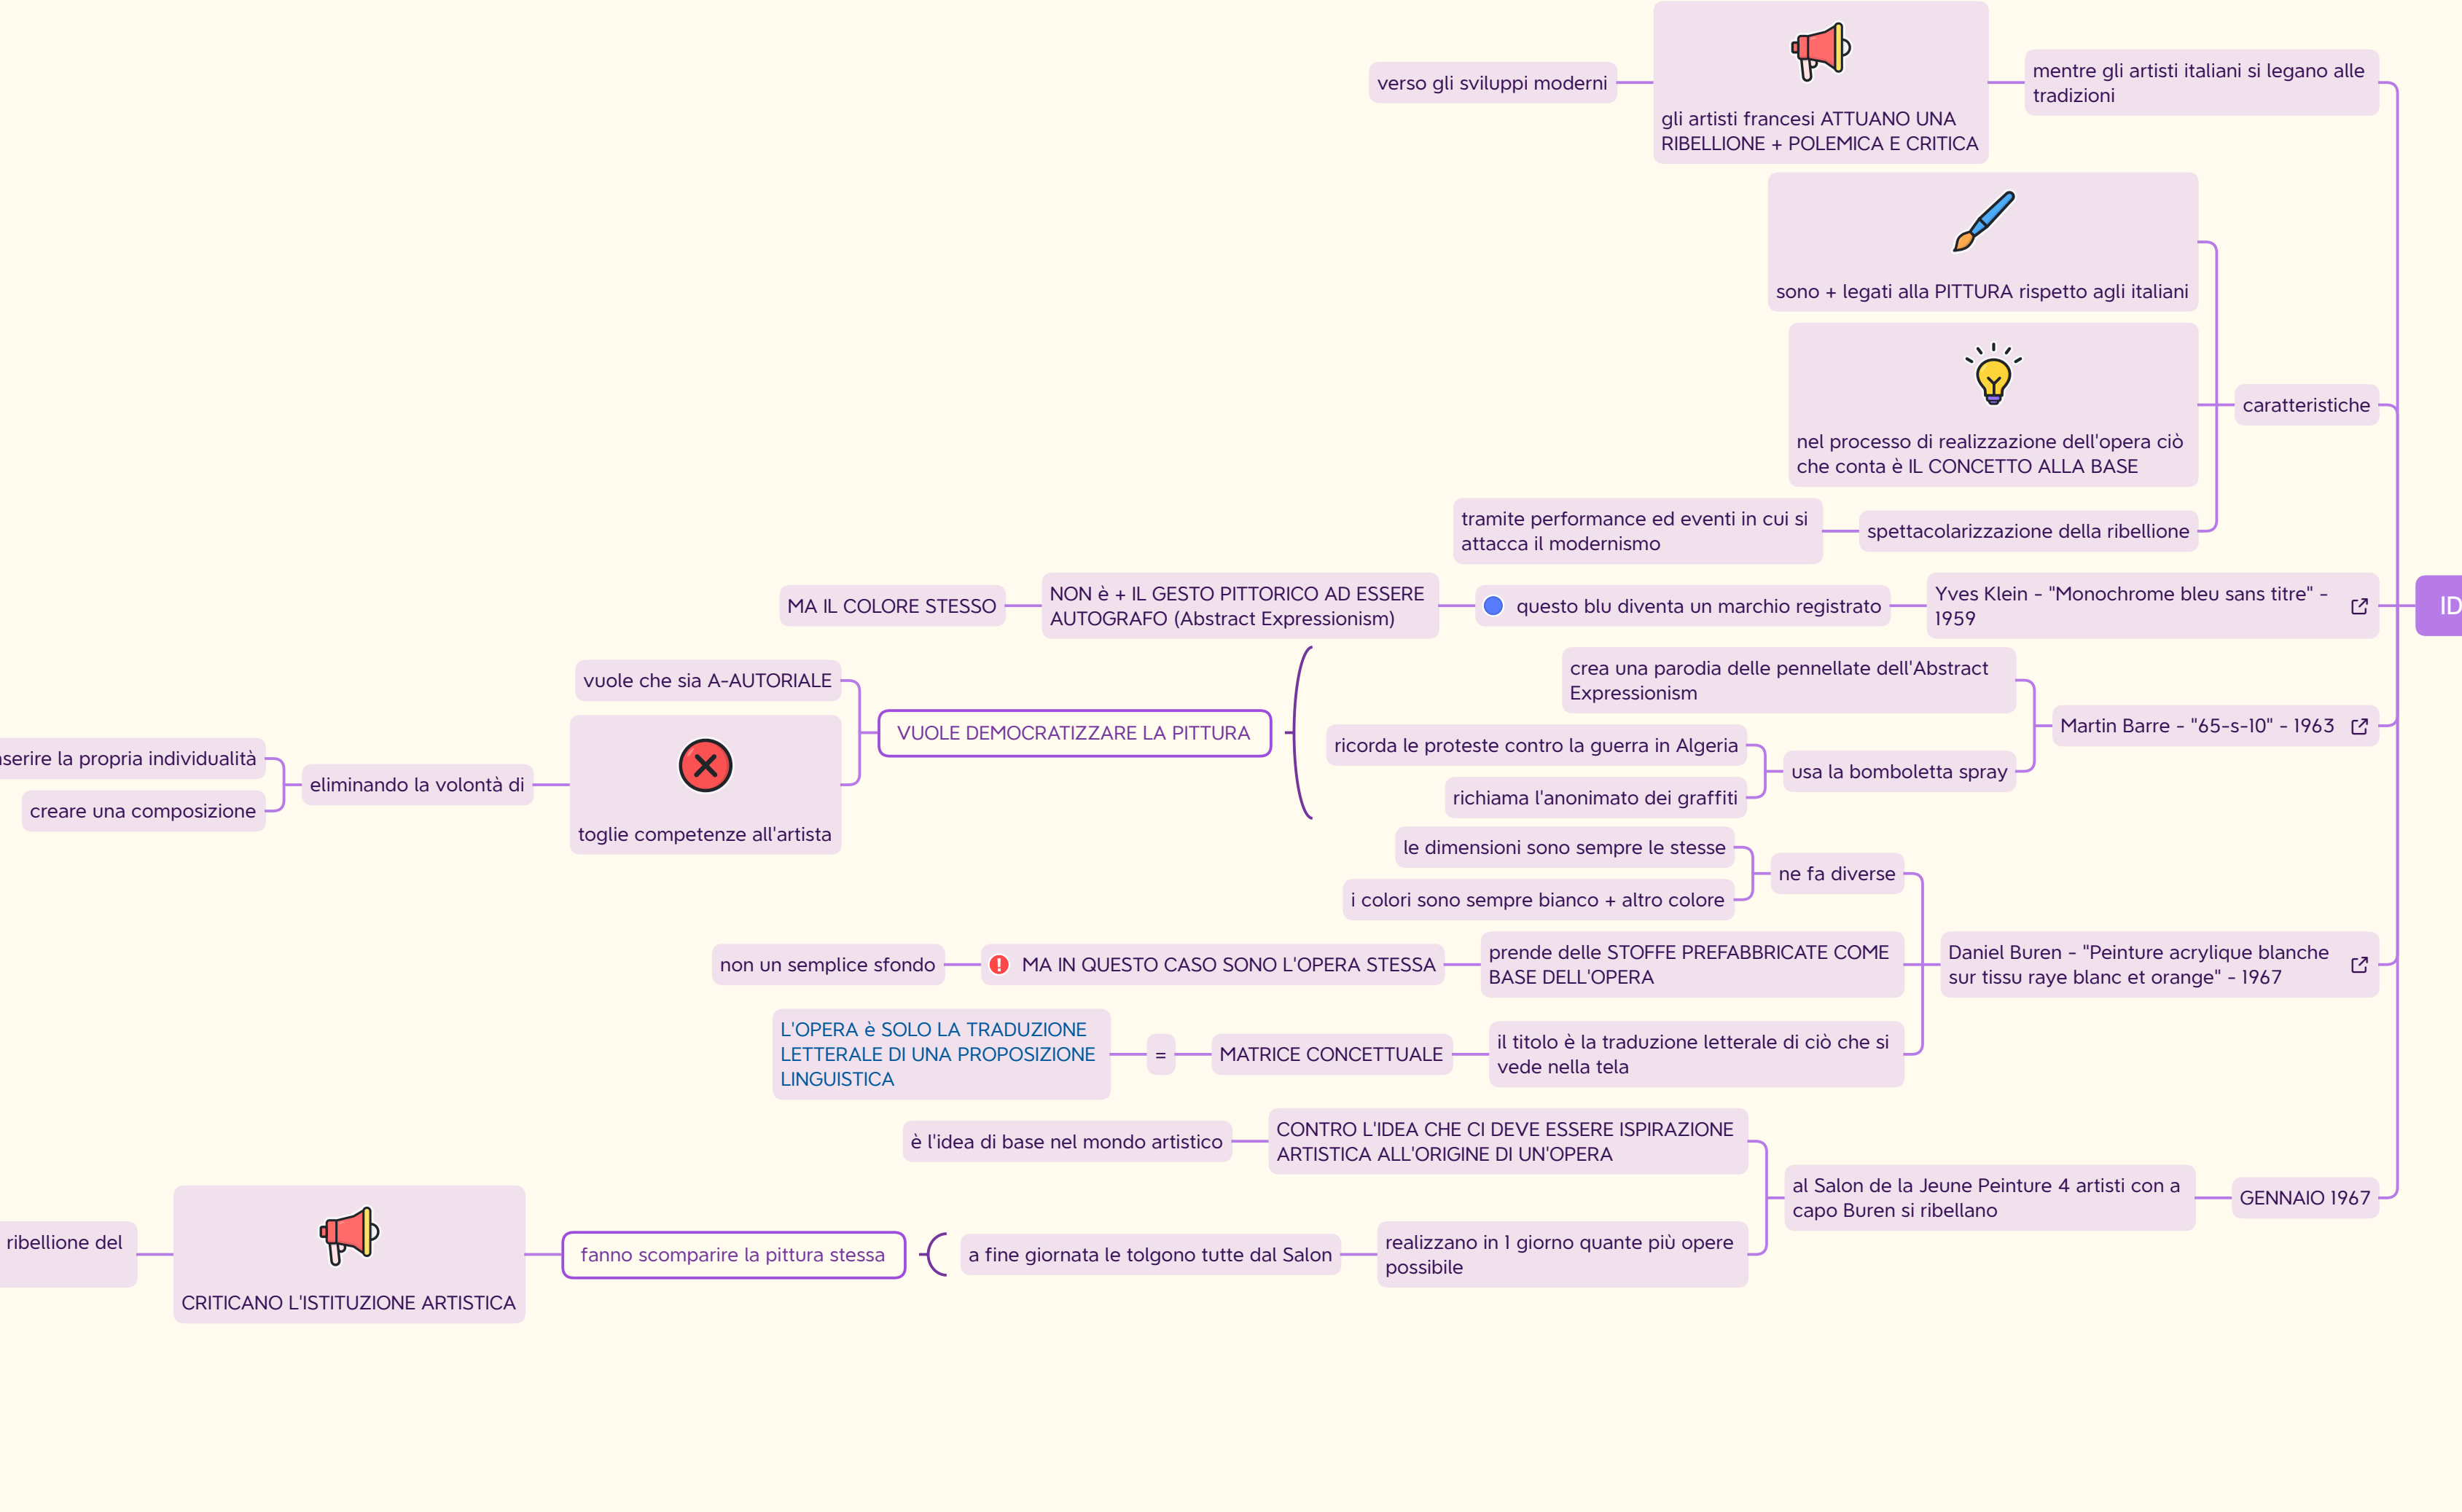 mentre gli artisti italiani si legano alle
tradizioni
gli artisti francesi ATTUANO UNA
RIBELLIONE + POLEMICA E CRITICA
verso gli sviluppi moderni
caratteristiche
sono + legati alla PITTURA rispetto agli italiani
nel processo di realizzazione dell'opera ciò
che conta è IL CONCETTO ALLA BASE
spettacolarizzazione della ribellione
tramite performance ed eventi in cui si
attacca il modernismo
Yves Klein - "Monochrome bleu sans titre" -
1959
questo blu diventa un marchio registrato
NON è + IL GESTO PITTORICO AD ESSERE
AUTOGRAFO (Abstract Expressionism)
MA IL COLORE STESSO
Martin Barre - "65-s-10" - 1963
crea una parodia delle pennellate dell'Abstract
Expressionism
usa la bomboletta spray
ricorda le proteste contro la guerra in Algeria
richiama l'anonimato dei graffiti
VUOLE DEMOCRATIZZARE LA PITTURA
vuole che sia A-AUTORIALE
toglie competenze all'artista
eliminando la volontà di
la propria individualità
creare una composizione
Daniel Buren - "Peinture acrylique blanche
sur tissu raye blanc et orange" - 1967
ne fa diverse
le dimensioni sono sempre le stesse
i colori sono sempre bianco + altro colore
prende delle STOFFE PREFABBRICATE COME
BASE DELL'OPERA
MA IN QUESTO CASO SONO L'OPERA STESSA
non un semplice sfondo
il titolo è la traduzione letterale di ciò che si
vede nella tela
MATRICE CONCETTUALE
=
L'OPERA è SOLO LA TRADUZIONE
LETTERALE DI UNA PROPOSIZIONE
LINGUISTICA
GENNAIO 1967
al Salon de la Jeune Peinture 4 artisti con a
capo Buren si ribellano
CONTRO L'IDEA CHE CI DEVE ESSERE ISPIRAZIONE
ARTISTICA ALL'ORIGINE DI UN'OPERA
è l'idea di base nel mondo artistico
realizzano in 1 giorno quante più opere
possibile
a fine giornata le tolgono tutte dal Salon
fanno scomparire la pittura stessa
CRITICANO L'ISTITUZIONE ARTISTICA
ribellione del